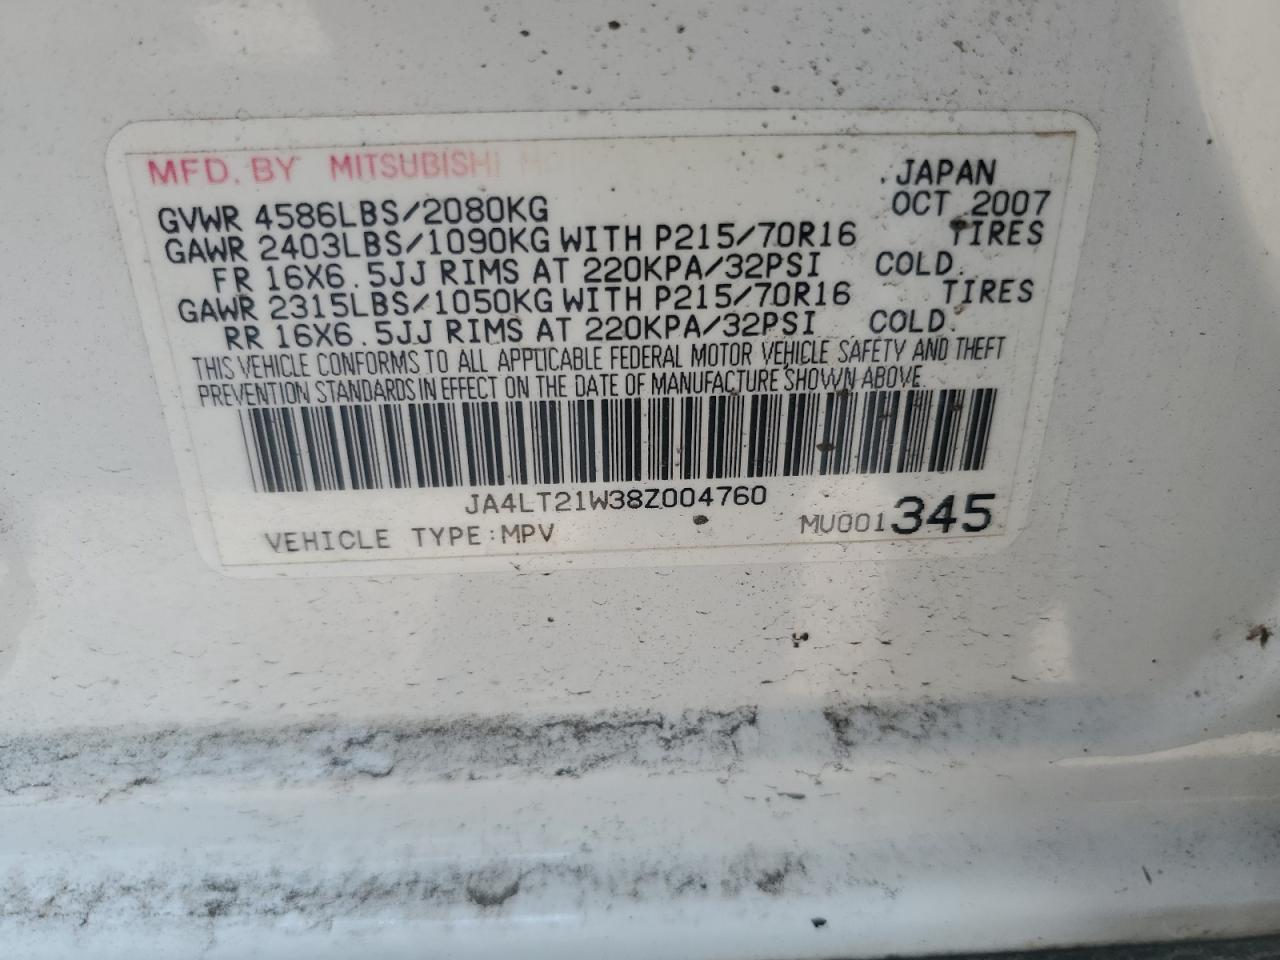 MFD. BY MITSUBISHI
. JAPAN
GVWR 4586LBS/2080KG OCT 2007
GAWR 2403LBS/1090KG WITH P215/70R16 TIRES
FR 16X6.5JJ RIMS AT 220KPA/32PSI COLD.
GAWR 2315LBS/1050KG WITH P215/70R16 TIRES
RR 16X6.5JJ RIMS AT 220KPA/32PSI COLD.
THIS VEHICLE CONFORMS TO ALL APPLICABLE FEDERAL MOTOR VEHICLE SAFETY AND THEFT
PREVENTION STANDARDS IN EFFECT ON THE DATE OF MANUFACTURE SHOWN ABOVE.
JA4LT21W38Z004760
VEHICLE TYPE:MPV MU001345